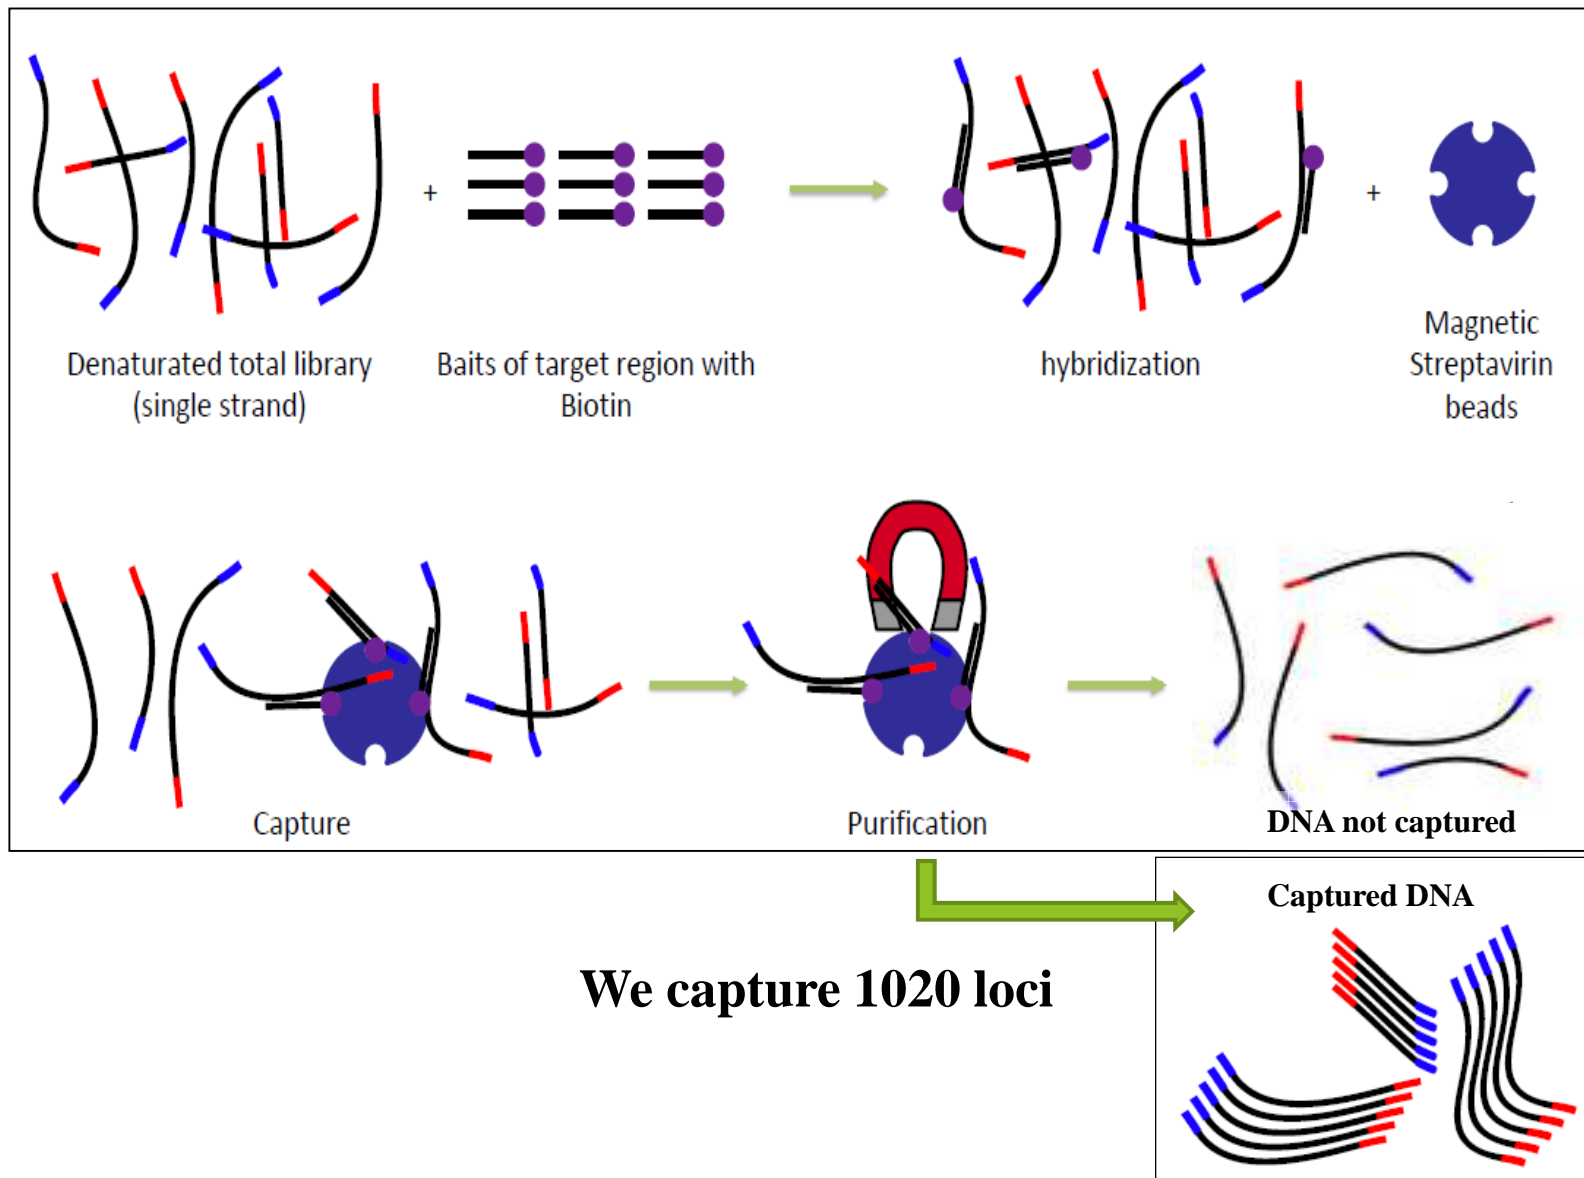 +
+
Denaturated total library
(single strand)
Baits of target region with
Biotin
hybridization
Magnetic
Streptavirin
beads
Capture
Purification
DNA not captured
Captured DNA
We capture 1020 loci